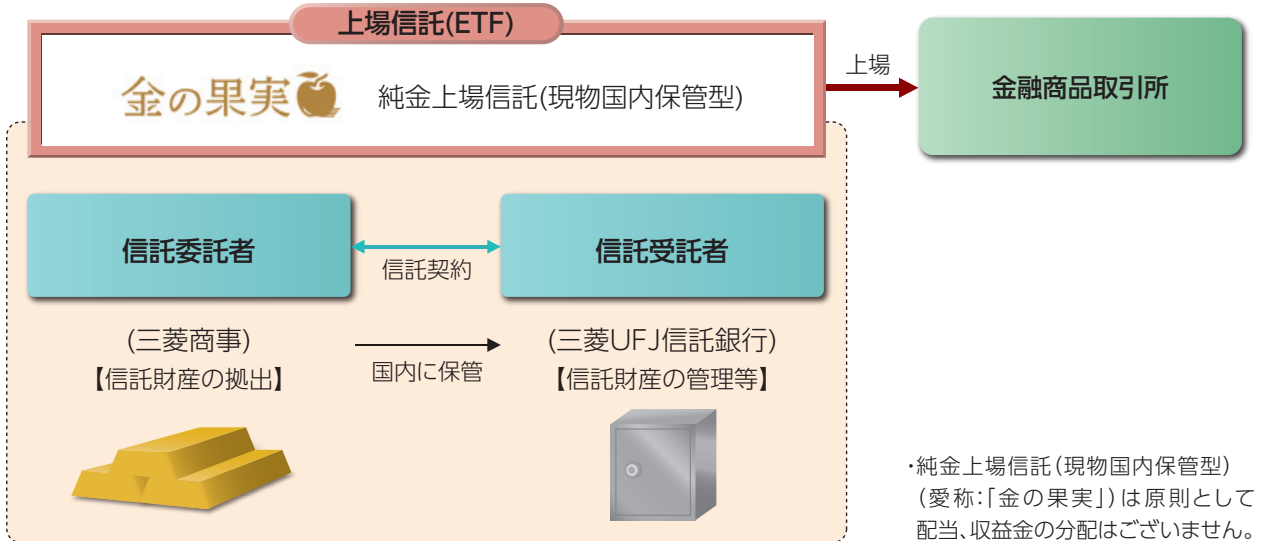 上場信託(ETF)
金の果実
純金上場信託(現物国内保管型)
上場
金融商品取引所
信託委託者
信託契約
信託受託者
(三菱商事)
【信託財産の拠出】
国内に保管
(三菱UFJ信託銀行)
【信託財産の管理等】
・純金上場信託(現物国内保管型)
(愛称:「金の果実」)は原則として
配当、収益金の分配はございません。